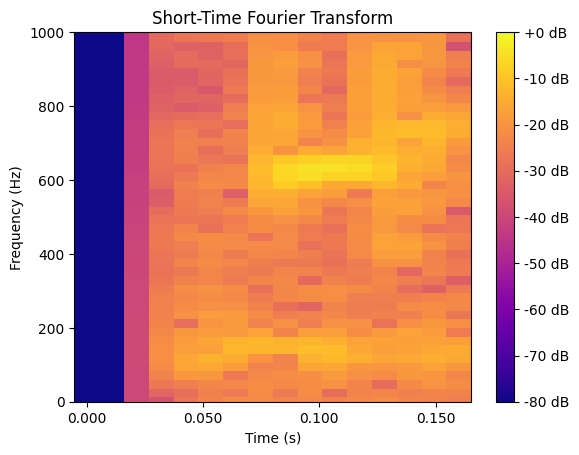 Short-Time Fourier Transform
1000
800
600
400
200
0
Frequency (Hz)
0.000
0.050
0.100
0.150
Time (s)
+0 dB
-10 dB
-20 dB
-30 dB
-40 dB
-50 dB
-60 dB
-70 dB
-80 dB